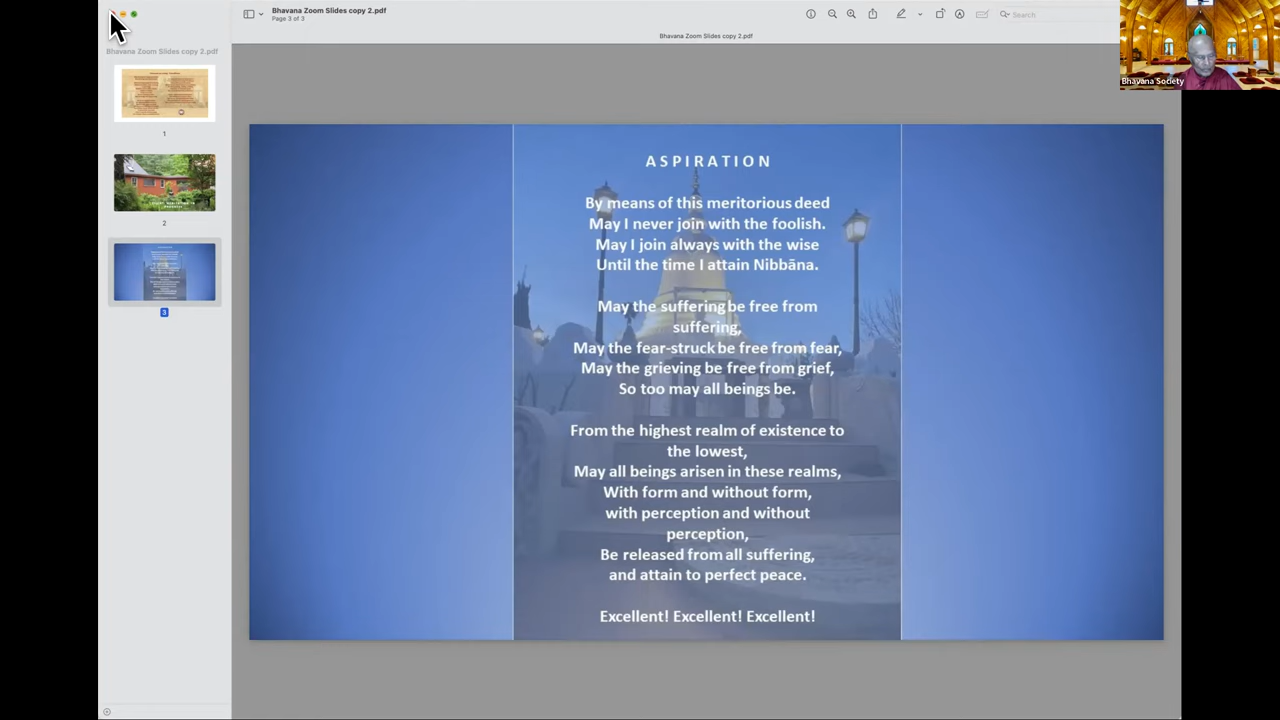 Bhavana Zoom Slides copy 2.pdf
Page 3 of 3
Search
Bhavana Zoom Slides copy 2.pdf
Bhavana Zoom Slides copy 2.pdf
1
2
3
ASPIRATION
By means of this meritorious deed
May I never join with the foolish.
May I join always with the wise
Until the time I attain Nibbāna.
May the suffering be free from
suffering,
May the fear-struck be free from fear,
May the grieving be free from grief,
So too may all beings be.
From the highest realm of existence to
the lowest,
May all beings arisen in these realms,
With form and without form,
with perception and without
perception,
Be released from all suffering,
and attain to perfect peace.
Excellent! Excellent! Excellent!
Bhavana Society